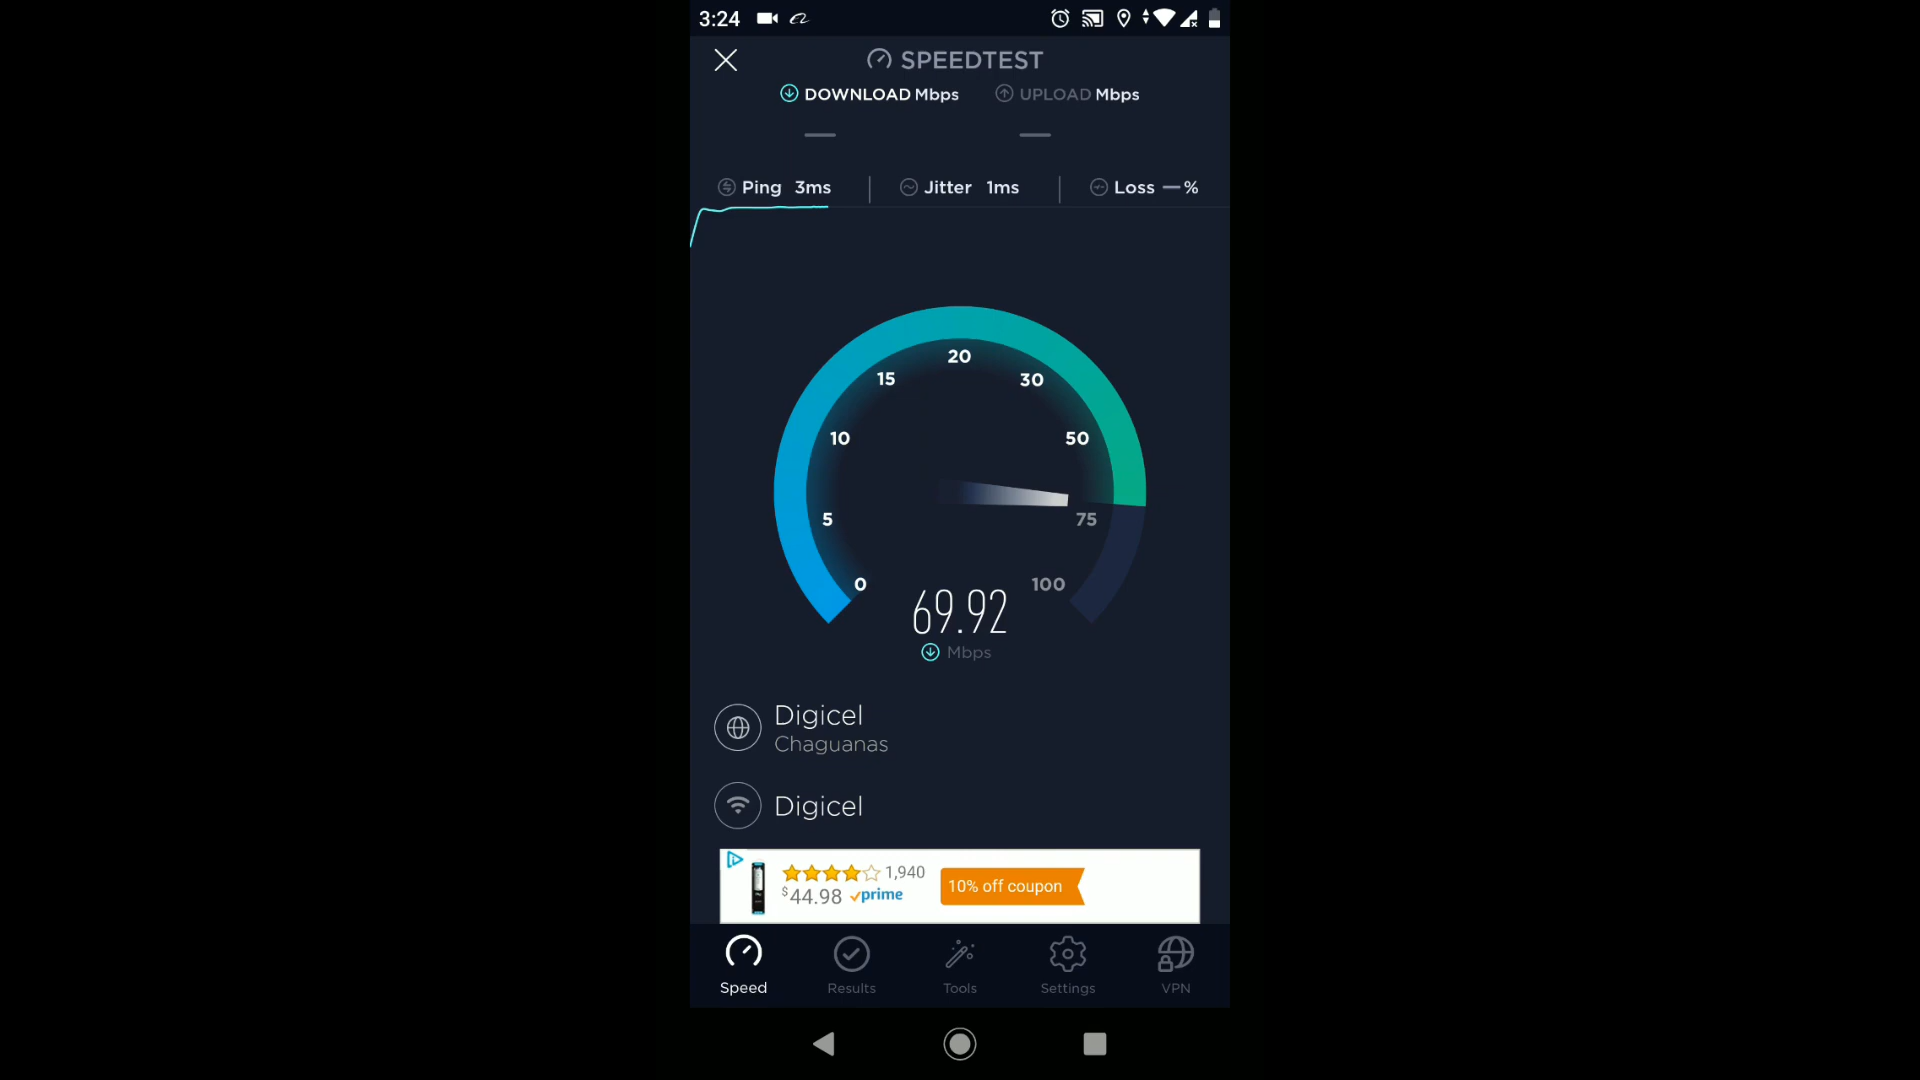 3:24
SPEEDTEST
DOWNLOAD Mbps
UPLOAD Mbps
Ping 3ms
Jitter 1ms
Loss — %
20
15
30
10
50
5
75
0
100
69.92
Mbps
Digicel
Chaguanas
Digicel
1,940
$44.98 prime
10% off coupon
Speed
Results
Tools
Settings
VPN